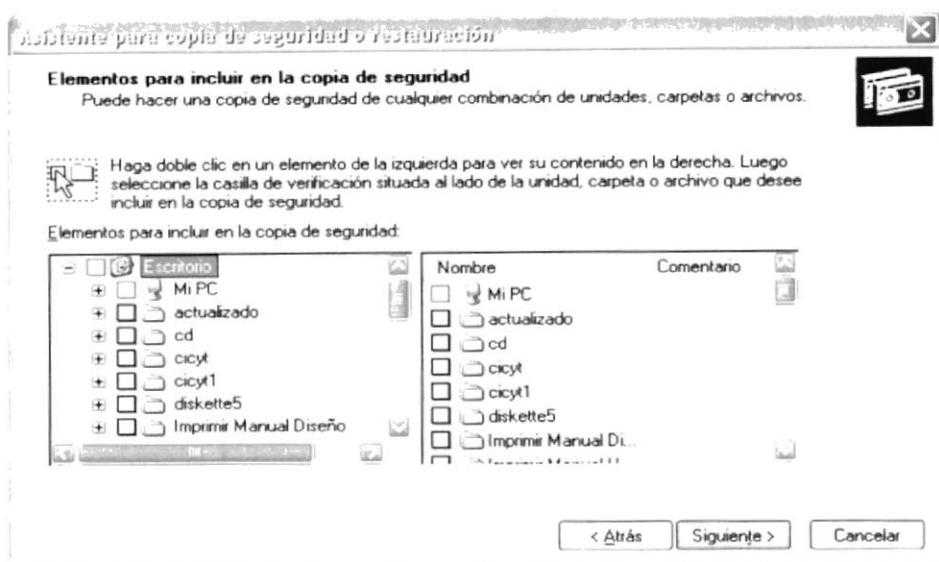 Asistente para copia de seguridad o restauración
Elementos para incluir en la copia de seguridad
Puede hacer una copia de seguridad de cualquier combinación de unidades, carpetas o archivos.
Haga doble clic en un elemento de la izquierda para ver su contenido en la derecha. Luego
seleccione la casilla de verificación situada al lado de la unidad, carpeta o archivo que desee
incluir en la copia de seguridad.
Elementos para incluir en la copia de seguridad:
Escritorio
Mi PC
actualizado
cd
cicyt
cicyt1
diskette5
Imprimir Manual Diseño
Nombre Comentario
Mi PC
actualizado
cd
cicyt
cicyt1
diskette5
Imprimir Manual Di...
< Atrás Siguiente > Cancelar